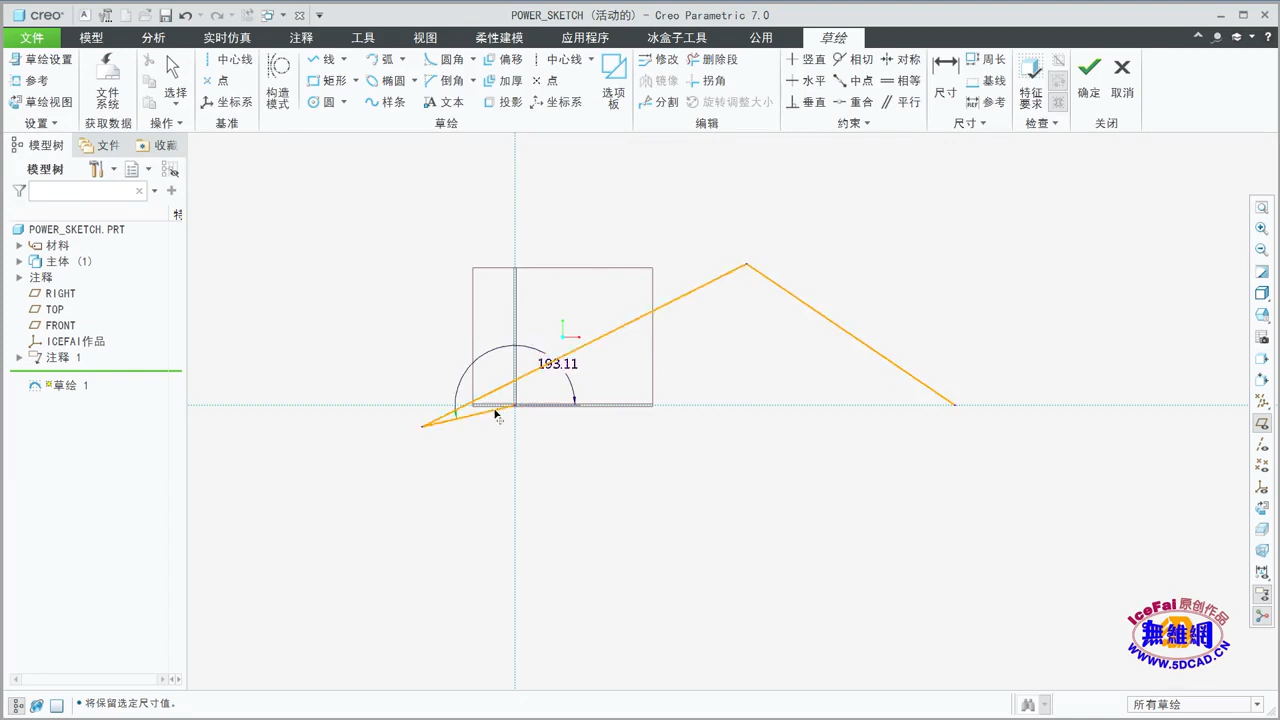 creo
POWER_SKETCH (活动的) - Creo Parametric 7.0
文件 模型 分析 实时仿真 注释 工具 视图 柔性建模 应用程序 冰盒子工具 公用 草绘
草绘设置
参考
草绘视图
设置
文件
系统
获取数据
选择
操作
中心线
点
坐标系
基准
构造
模式
线 弧 圆角 偏移 中心线
矩形 椭圆 倒角 加厚 点
圆 样条 文本 投影 坐标系
选项
板
草绘
修改 删除段
镜像 拐角
分割 旋转调整大小
编辑
竖直 相切 对称
水平 中点 相等
垂直 重合 平行
约束
尺寸
周长
基线
参考
尺寸
特征
要求
检查
确定
取消
关闭
模型树 文件 收藏
模型树
POWER_SKETCH.PRT
材料
主体 (1)
注释
RIGHT
TOP
FRONT
ICEFAI作品
注释 1
草绘 1
193.11
IceFai原创作品
無維網
WWW.5DCAD.CN
将保留选定尺寸值。
所有草绘